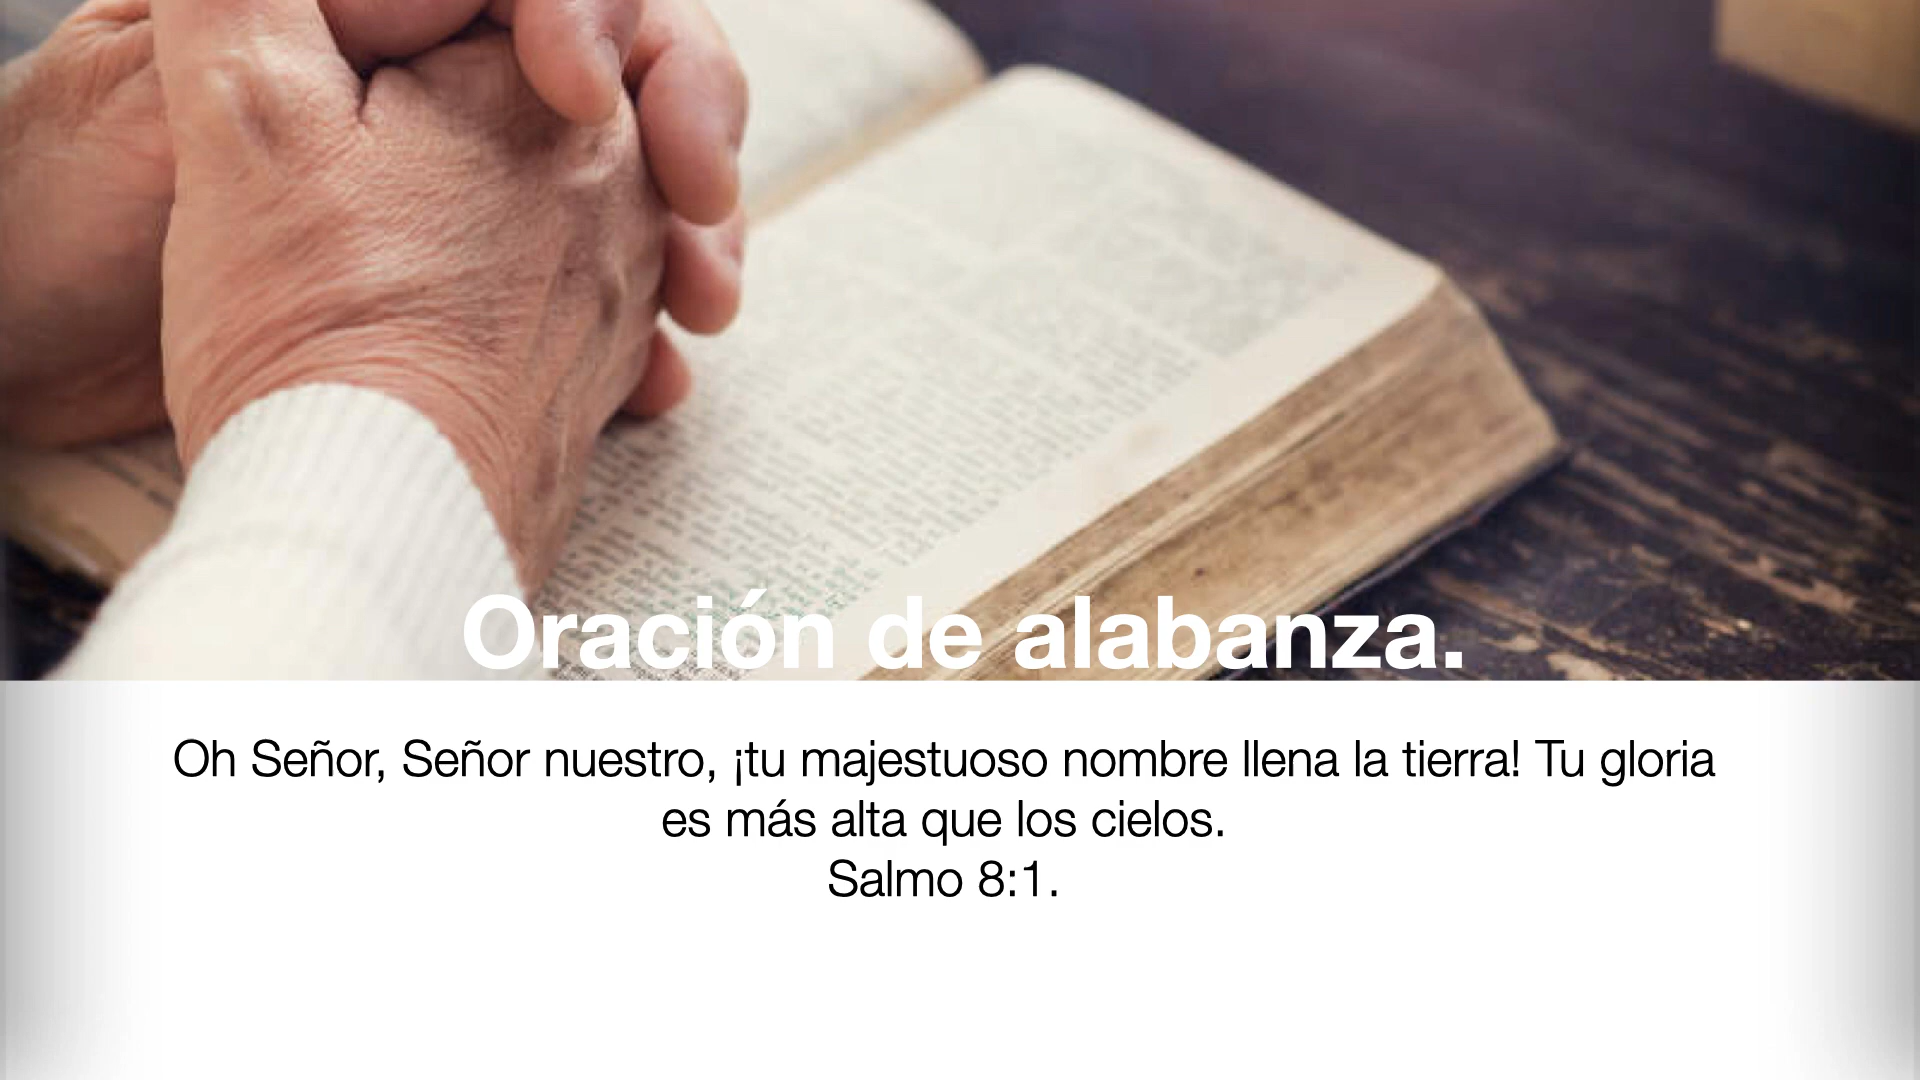 Oración de alabanza.
Oh Señor, Señor nuestro, ¡tu majestuoso nombre llena la tierra! Tu gloria
es más alta que los cielos.
Salmo 8:1.